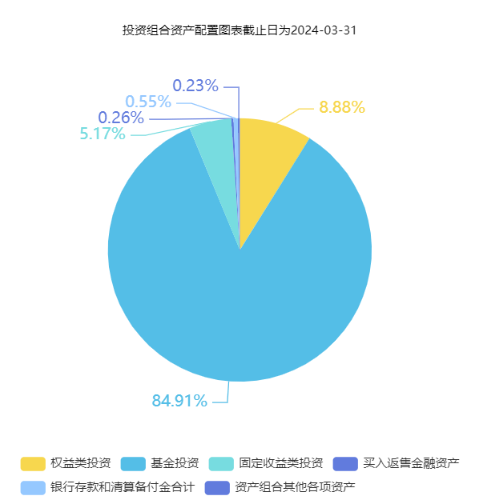 投资组合资产配置图表截止日为2024-03-31
0.23%
0.55%
8.88%
0.26%
5.17%
84.91%
权益类投资 基金投资 固定收益类投资 买入返售金融资产
银行存款和清算备付金合计 资产组合其他各项资产